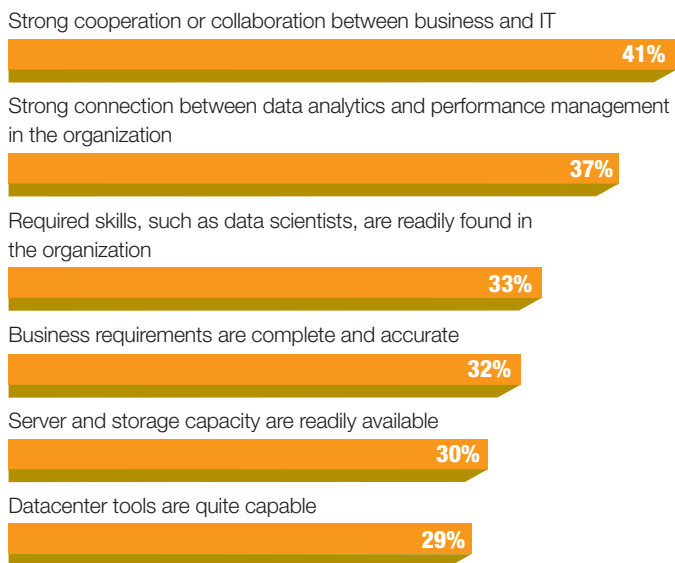 Strong cooperation or collaboration between business and IT
41%
Strong connection between data analytics and performance management
in the organization
37%
Required skills, such as data scientists, are readily found in
the organization
33%
Business requirements are complete and accurate
32%
Server and storage capacity are readily available
30%
Datacenter tools are quite capable
29%